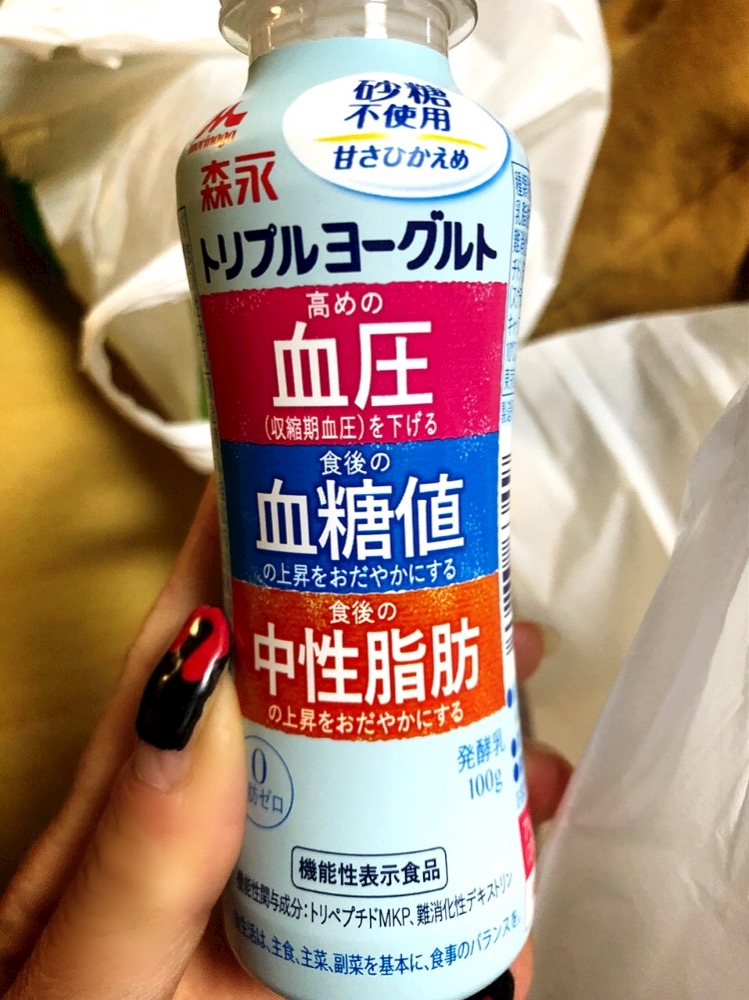 砂糖
不使用
甘さひかえめ
morinaga
森永
トリプルヨーグルト
高めの
血圧
(収縮期血圧)を下げる
食後の
血糖値
の上昇をおだやかにする
食後の
中性脂肪
の上昇をおだやかにする
0
肪ゼロ
発酵乳
100g
機能性表示食品
機能性関与成分:トリペプチドMKP、難消化性デキストリン
食生活は、主食、主菜、副菜を基本に、食事のバランスを。